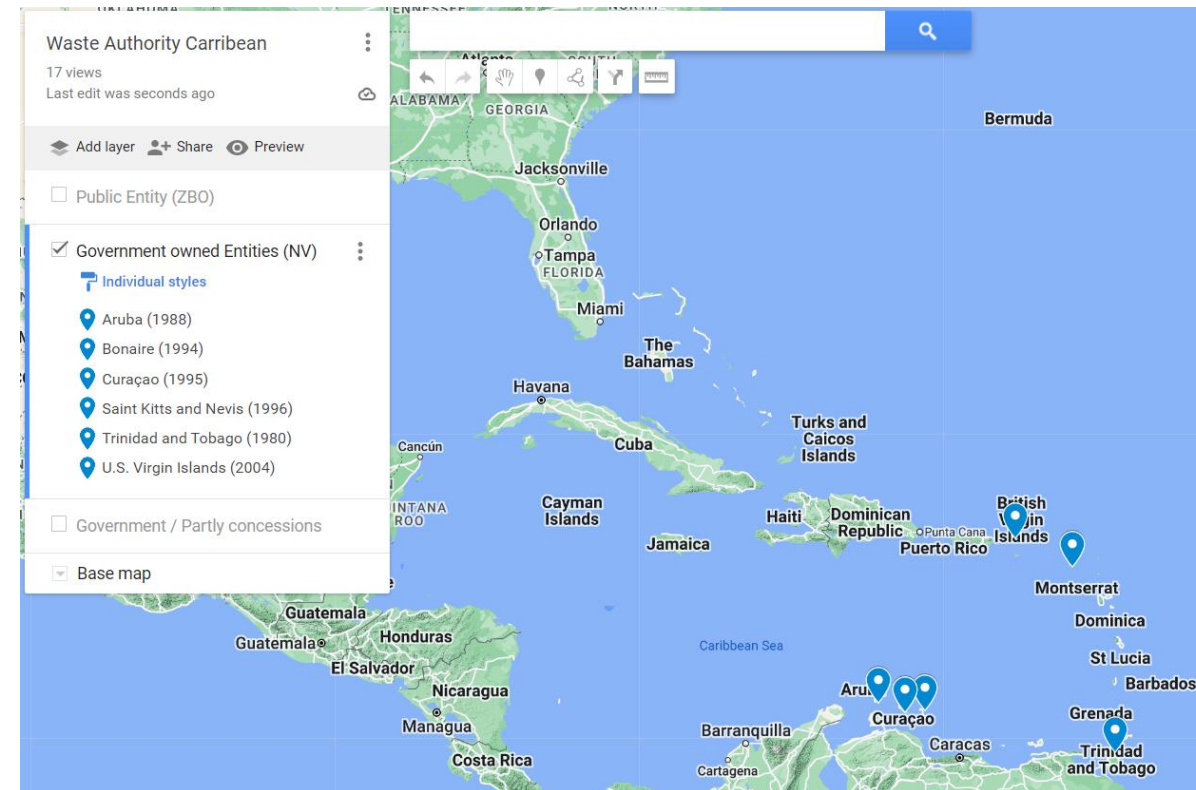 Waste Authority Carribean
17 views
Last edit was seconds ago
Add layer
Share
Preview
Public Entity (ZBO)
Government owned Entities (NV)
Individual styles
Aruba (1988)
Bonaire (1994)
Curaçao (1995)
Saint Kitts and Nevis (1996)
Trinidad and Tobago (1980)
U.S. Virgin Islands (2004)
Government / Partly concessions
Base map
ALABAMA
GEORGIA
Bermuda
Jacksonville
Orlando
Tampa
FLORIDA
Miami
The
Bahamas
Havana
Turks and
Caicos
Islands
Cancún
Cuba
Cayman
Islands
Haiti
Dominican
Republic
Punta Cana
Puerto Rico
British
Islands
Jamaica
Montserrat
Guatemala
Dominica
Guatemala
Honduras
Caribbean Sea
St Lucia
El Salvador
Barbados
Nicaragua
Curaçao
Grenada
Managua
Barranquilla
Caracas
Trinidad
and Tobago
Costa Rica
Cartagena